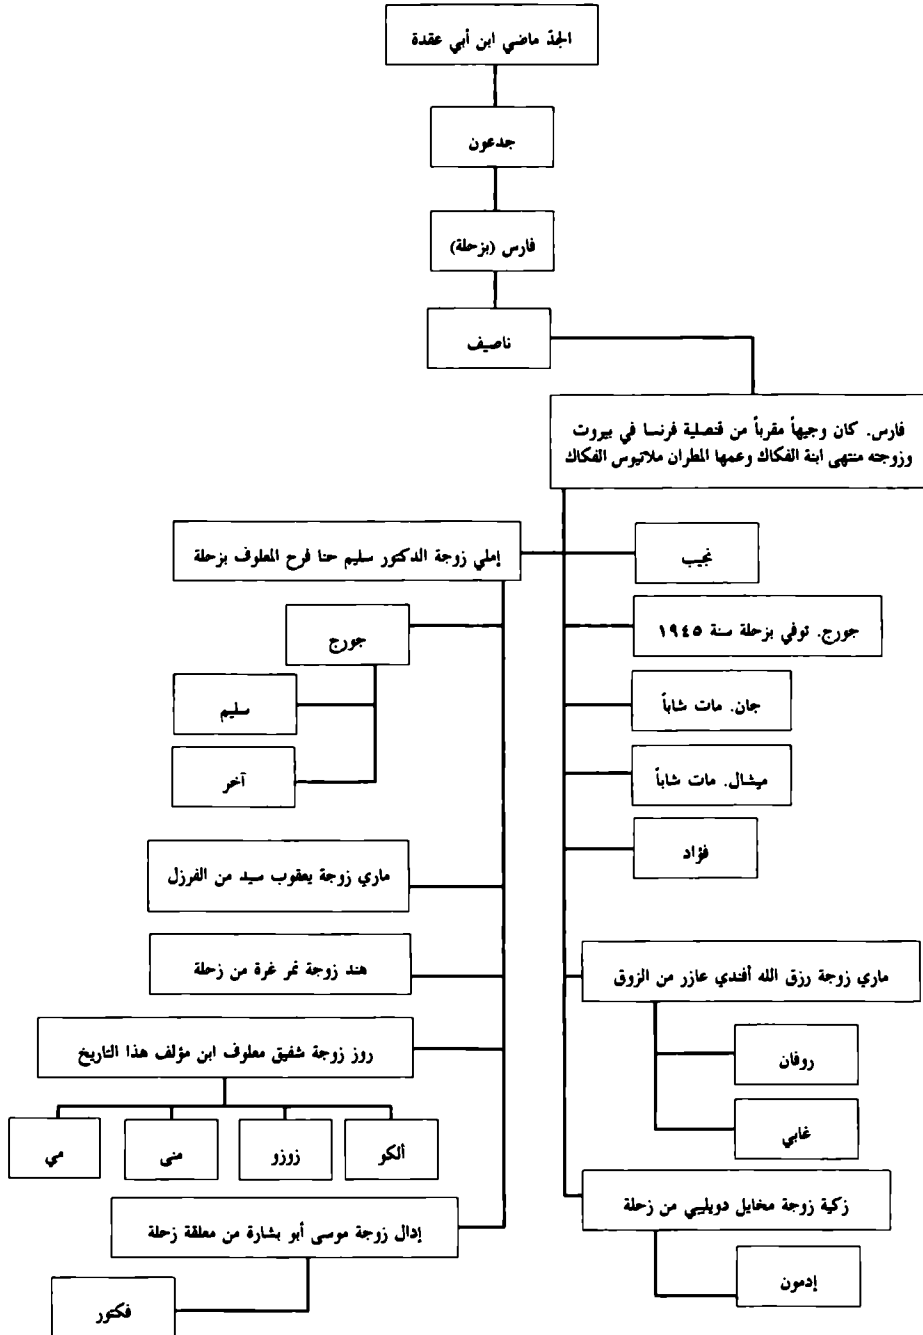 الجدّ ماضي ابن أبي عقدة
جدعون
فارس (بزحلة)
ناصيف
فارس. كان وجيهاً مقرباً من قنصلية فرنسا في بيروت
وزوجته منتهى ابنة الفكاك وعمها المطران ملاتيوس الفكاك
نجيب
جورج. توفي بزحلة سنة ١٩٤٥
جان. مات شاباً
ميشال. مات شاباً
فؤاد
ماري زوجة رزق الله أفندي عازر من الزوق
روفان
غابي
زكية زوجة مخايل دويليبي من زحلة
إدمون
إملي زوجة الدكتور سليم حنا فرح المعلوف بزحلة
جورج
سليم
آخر
ماري زوجة يعقوب سيد من الفرزل
هند زوجة نمر غرة من زحلة
روز زوجة شفيق معلوف ابن مؤلف هذا التاريخ
ألكو
زوزو
منى
مي
إدال زوجة موسى أبو بشارة من معلقة زحلة
فكتور